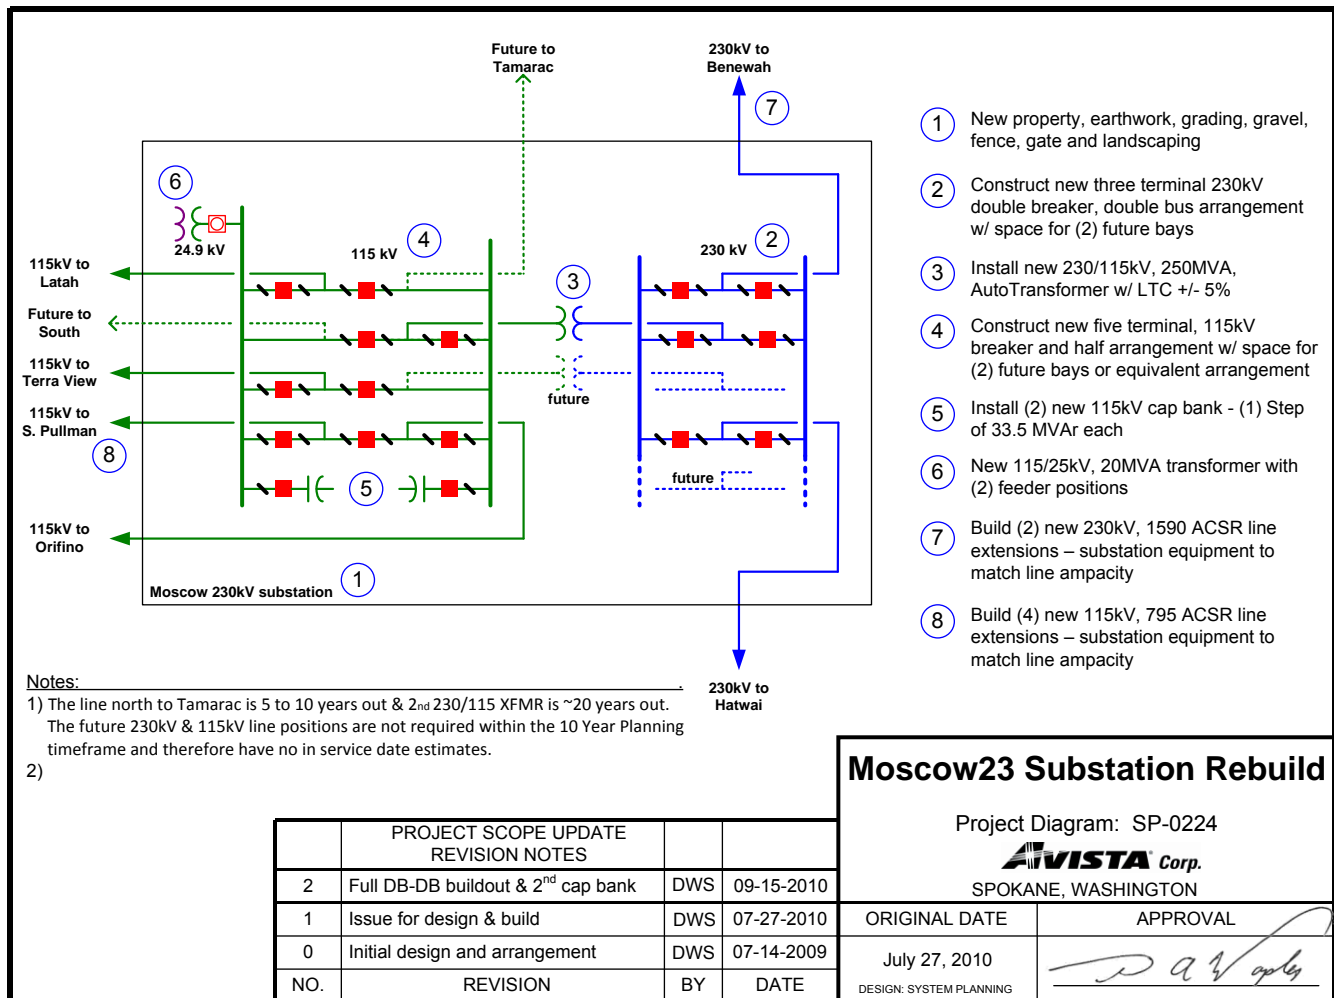 Future to
Tamarac
230kV to
Benewah
7
6
24.9 kV
115 kV
4
230 kV
2
3
115kV to
Latah
Future to
South
115kV to
Terra View
115kV to
S. Pullman
8
future
future
5
115kV to
Orifino
Moscow 230kV substation
1
230kV to
Hatwai
1 New property, earthwork, grading, gravel,
fence, gate and landscaping
2 Construct new three terminal 230kV
double breaker, double bus arrangement
w/ space for (2) future bays
3 Install new 230/115kV, 250MVA,
AutoTransformer w/ LTC +/- 5%
4 Construct new five terminal, 115kV
breaker and half arrangement w/ space for
(2) future bays or equivalent arrangement
5 Install (2) new 115kV cap bank - (1) Step
of 33.5 MVAr each
6 New 115/25kV, 20MVA transformer with
(2) feeder positions
7 Build (2) new 230kV, 1590 ACSR line
extensions – substation equipment to
match line ampacity
8 Build (4) new 115kV, 795 ACSR line
extensions – substation equipment to
match line ampacity
Notes:
1) The line north to Tamarac is 5 to 10 years out & 2nd 230/115 XFMR is ~20 years out.
The future 230kV & 115kV line positions are not required within the 10 Year Planning
timeframe and therefore have no in service date estimates.
2)
PROJECT SCOPE UPDATE
REVISION NOTES
2 Full DB-DB buildout & 2nd cap bank DWS 09-15-2010
1 Issue for design & build DWS 07-27-2010
0 Initial design and arrangement DWS 07-14-2009
NO. REVISION BY DATE
Moscow23 Substation Rebuild
Project Diagram: SP-0224
AVISTA Corp.
SPOKANE, WASHINGTON
ORIGINAL DATE APPROVAL
July 27, 2010
DESIGN: SYSTEM PLANNING